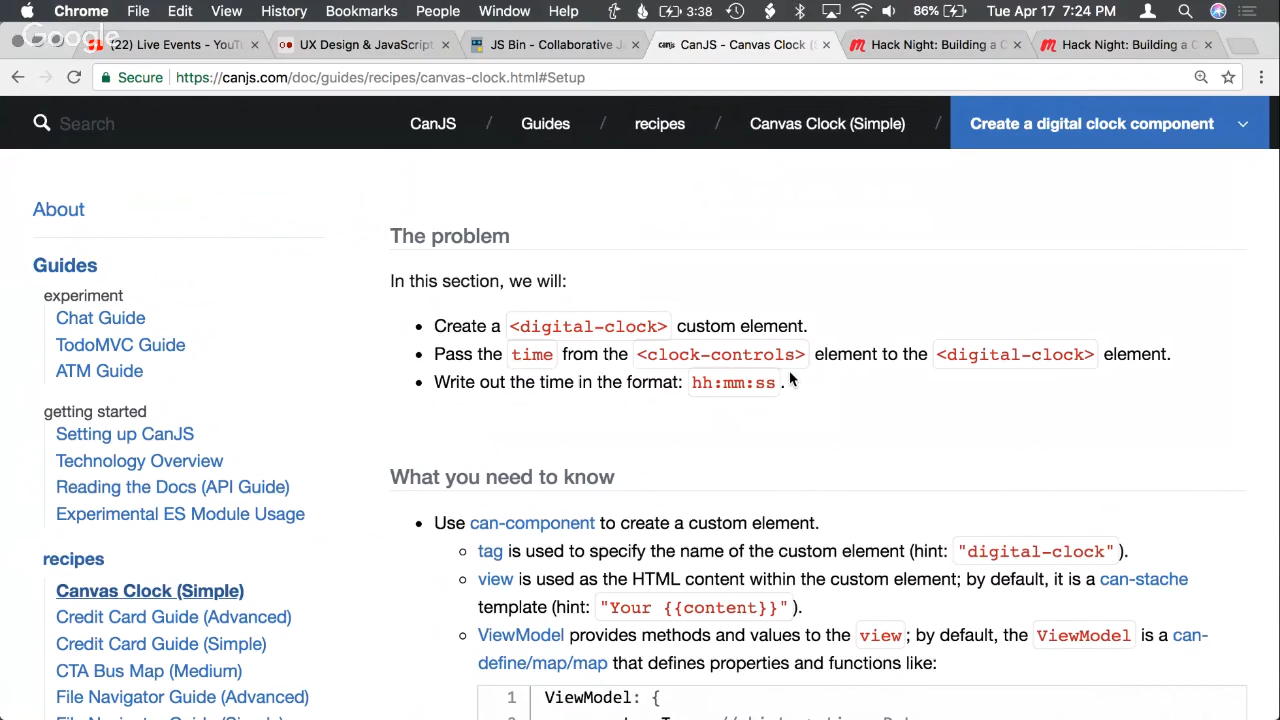 Chrome File Edit View History Bookmarks People Window Help 3:38 86% Tue Apr 17 7:24 PM
Google
(22) Live Events - YouT
UX Design & JavaScript
JS Bin - Collaborative J
CanJS - Canvas Clock (S
Hack Night: Building a C
Hack Night: Building a C
Secure https://canjs.com/doc/guides/recipes/canvas-clock.html#Setup
Search CanJS / Guides / recipes / Canvas Clock (Simple) / Create a digital clock component
About
Guides
experiment
Chat Guide
TodoMVC Guide
ATM Guide
getting started
Setting up CanJS
Technology Overview
Reading the Docs (API Guide)
Experimental ES Module Usage
recipes
Canvas Clock (Simple)
Credit Card Guide (Advanced)
Credit Card Guide (Simple)
CTA Bus Map (Medium)
File Navigator Guide (Advanced)
File Navigator Guide (Simple)
The problem
In this section, we will:
• Create a <digital-clock> custom element.
• Pass the time from the <clock-controls> element to the <digital-clock> element.
• Write out the time in the format: hh:mm:ss.
What you need to know
• Use can-component to create a custom element.
tag is used to specify the name of the custom element (hint: "digital-clock").
view is used as the HTML content within the custom element; by default, it is a can-stache
template (hint: "Your {{content}}").
ViewModel provides methods and values to the view; by default, the ViewModel is a can-
define/map/map that defines properties and functions like:
1 ViewModel: {